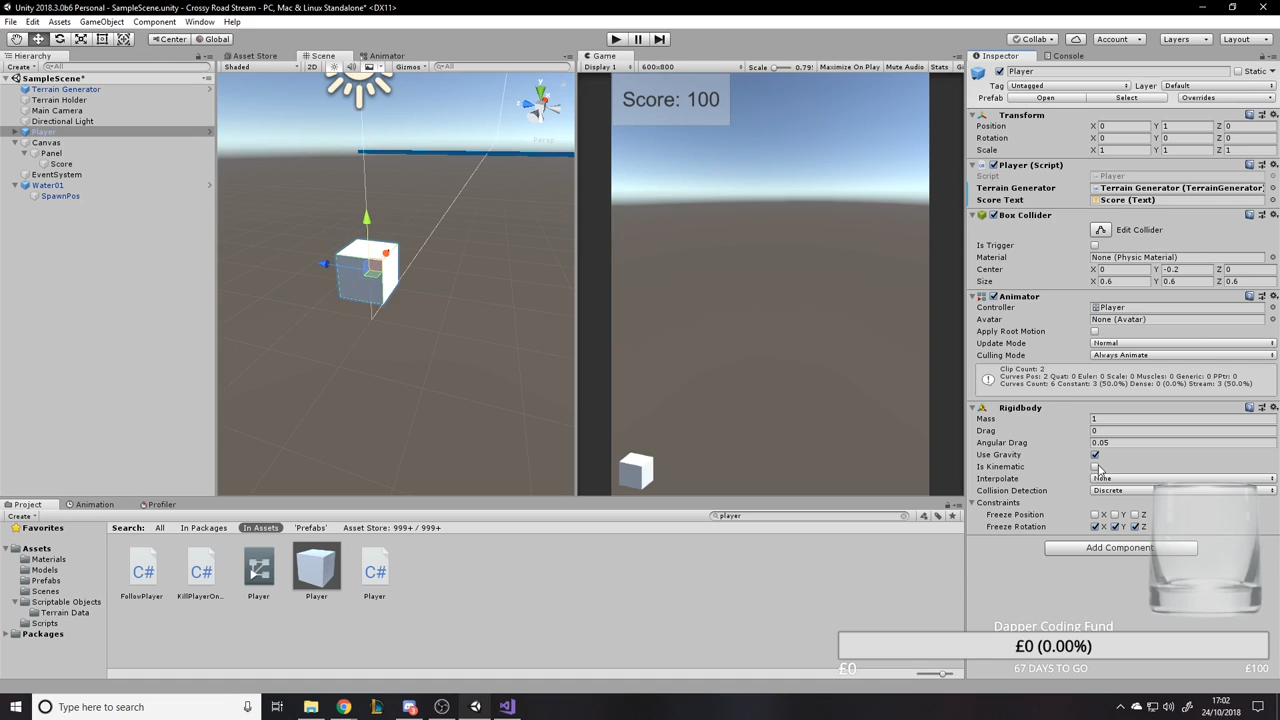 Unity 2018.3.0b6 Personal - SampleScene.unity - Crossy Road Stream - PC, Mac & Linux Standalone* <DX11>
File Edit Assets GameObject Component Window Help
Center Global Collab Account Layers Layout
Hierarchy
Create All
SampleScene*
Terrain Generator
Terrain Holder
Main Camera
Directional Light
Player
Canvas
Panel
Score
EventSystem
Water01
SpawnPos
Asset Store Scene Animator
Shaded 2D Gizmos All
y
z
Persp
Game
Display 1 600x800 Scale 0.79 Maximize On Play Mute Audio Stats
Score: 100
Inspector Console
Player Static
Tag Untagged Layer Default
Prefab Open Select Overrides
Transform
Position X 0 Y 1 Z 0
Rotation X 0 Y 0 Z 0
Scale X 1 Y 1 Z 1
Player (Script)
Script Player
Terrain Generator Terrain Generator (TerrainGenerator)
Score Text Score (Text)
Box Collider
Edit Collider
Is Trigger
Material None (Physic Material)
Center X 0 Y -0.2 Z 0
Size X 0.6 Y 0.6 Z 0.6
Animator
Controller Player
Avatar None (Avatar)
Apply Root Motion
Update Mode Normal
Culling Mode Always Animate
Clip Count: 2
Curves Pos: 2 Quat: 0 Euler: 0 Scale: 0 Muscles: 0 Generic: 0 PPtr: 0
Curves Count: 6 Constant: 3 (50.0%) Dense: 0 (0.0%) Stream: 3 (50.0%)
Rigidbody
Mass 1
Drag 0
Angular Drag 0.05
Use Gravity
Is Kinematic
Interpolate None
Collision Detection Discrete
Constraints
Freeze Position X Y Z
Freeze Rotation X Y Z
Add Component
Project Animation Profiler
Create player
Favorites
Assets
Materials
Models
Prefabs
Scenes
Scriptable Objects
Terrain Data
Scripts
Packages
Search: All In Packages In Assets 'Prefabs' Asset Store: 999+ / 999+
C# C# C#
FollowPlayer KillPlayerOn... Player Player Player
Dapper Coding Fund
£0 (0.00%)
£0 67 DAYS TO GO £100
Type here to search
17:02
24/10/2018